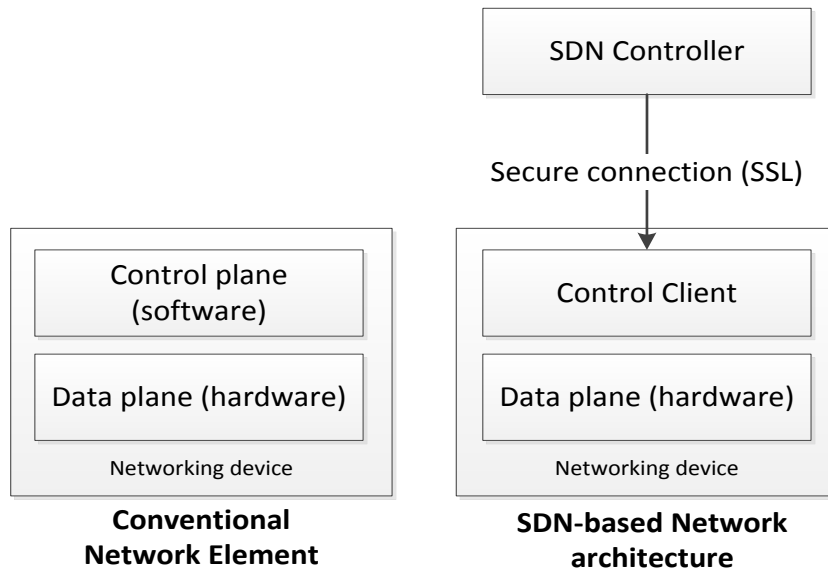 SDN Controller
Secure connection (SSL)
Control plane
(software)
Data plane (hardware)
Networking device
Conventional
Network Element
Control Client
Data plane (hardware)
Networking device
SDN-based Network
architecture